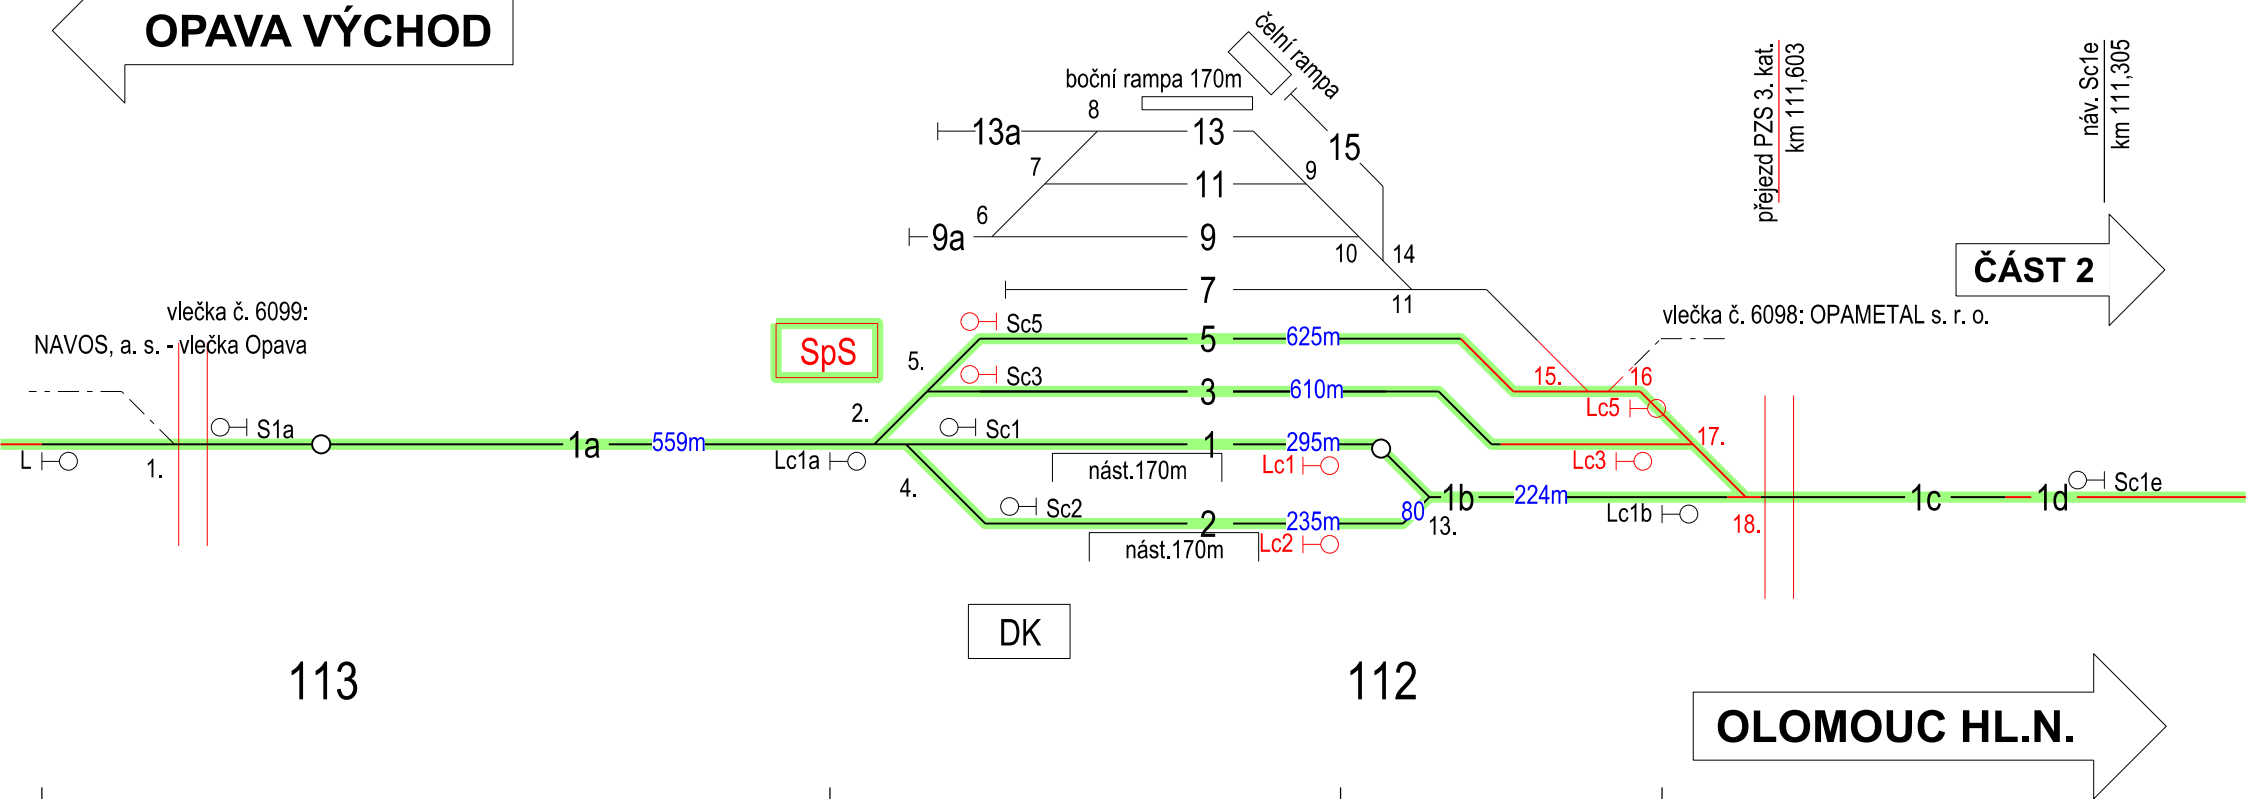 OPAVA VÝCHOD
čelní rampa
boční rampa 170m
přejezd PZS 3. kat.
km 111,603
náv. Sc1e
km 111,305
8
13a
13
15
7
11
9
6
9a
9
10
14
ČÁST 2
7
11
vlečka č. 6099:
NAVOS, a. s. - vlečka Opava
vlečka č. 6098: OPAMETAL s. r. o.
Sc5
5
625m
SpS
5.
Sc3
3
610m
15.
16
Lc5
2.
S1a
Sc1
L
1.
1a
559m
Lc1a
1
295m
17.
nást.170m
Lc1
Lc3
4.
Sc2
2
235m
80
1b
224m
13.
Lc1b
18.
1c
1d
Sc1e
nást.170m
Lc2
DK
113
112
OLOMOUC HL.N.